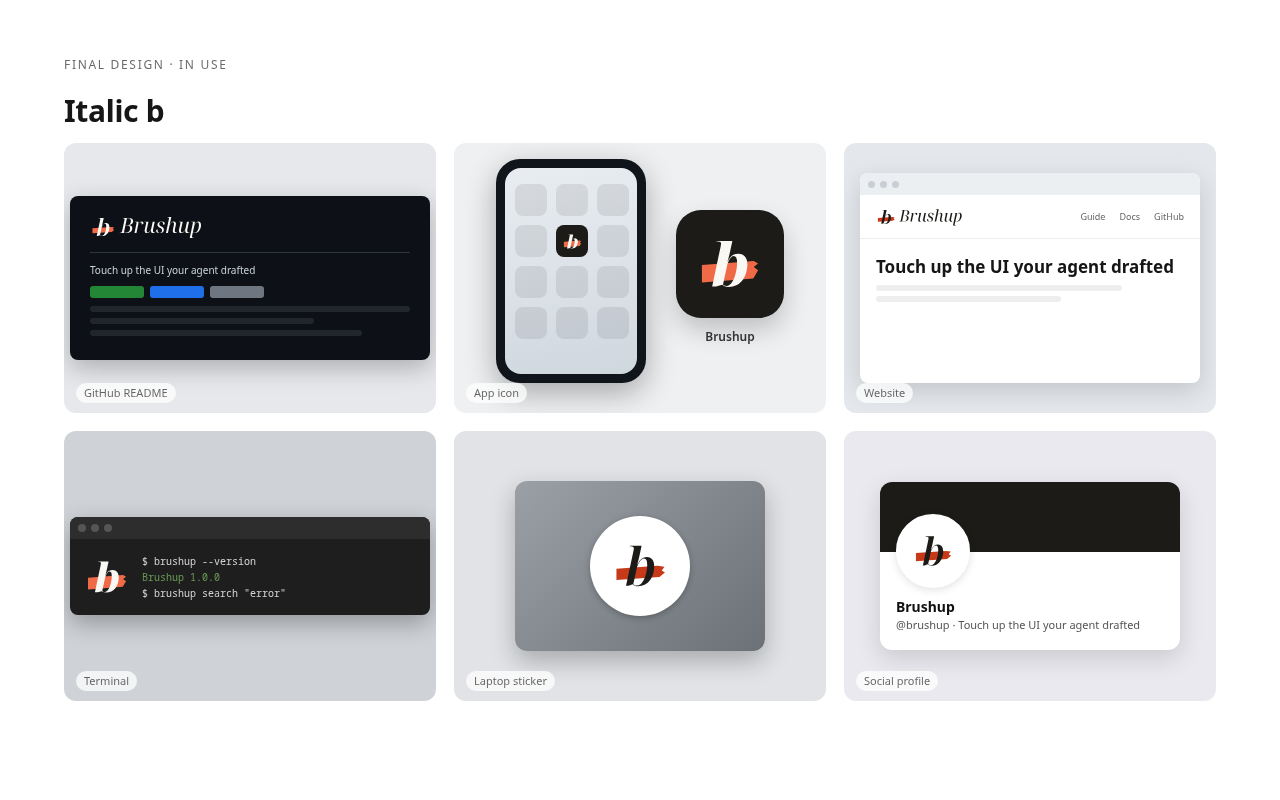 FINAL DESIGN · IN USE
Italic b
b Brushup
Touch up the UI your agent drafted
GitHub README
b
b
Brushup
App icon
b Brushup
Guide Docs GitHub
Touch up the UI your agent drafted
Website
b
$ brushup --version
Brushup 1.0.0
$ brushup search "error"
Terminal
b
Laptop sticker
b
Brushup
@brushup · Touch up the UI your agent drafted
Social profile